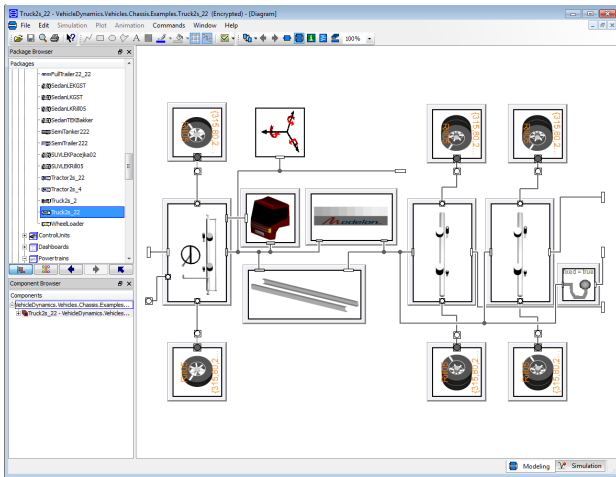 Truck2s_22 - VehicleDynamics.Vehicles.Chassis.Examples.Truck2s_22 (Encrypted) - [Diagram]
File Edit Simulation Plot Animation Commands Window Help
100%
Package Browser
Packages
FullTrailer22_22
SedanLEKGST
SedanLKGST
SedanLKRill05
SedanTEKBakker
SemiTanker222
SemiTrailer222
SUVLEKPacejka02
SUVLEKRill05
Tractor2s_22
Tractor2s_4
Truck2s_2
Truck2s_22
WheelLoader
ControlUnits
Dashboards
Powertrains
Component Browser
Components
VehicleDynamics.Vehicles.Chassis.Examples...
Truck2s_22 - VehicleDynamics.Vehicles...
Modelon
Modeling
Simulation